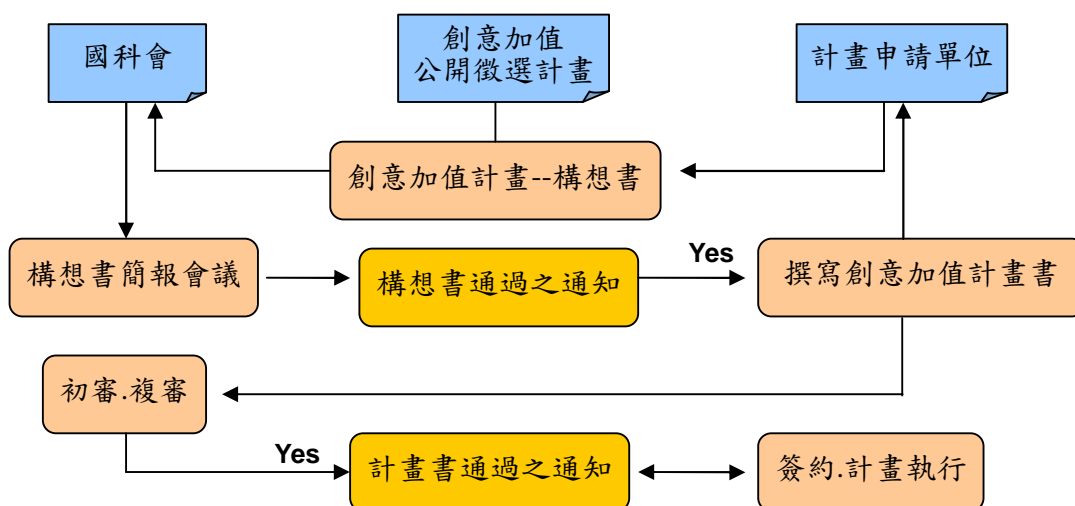 國科會
創意加值
公開徵選計畫
計畫申請單位
創意加值計畫--構想書
構想書簡報會議
構想書通過之通知
Yes
撰寫創意加值計畫書
初審.複審
Yes
計畫書通過之通知
簽約.計畫執行